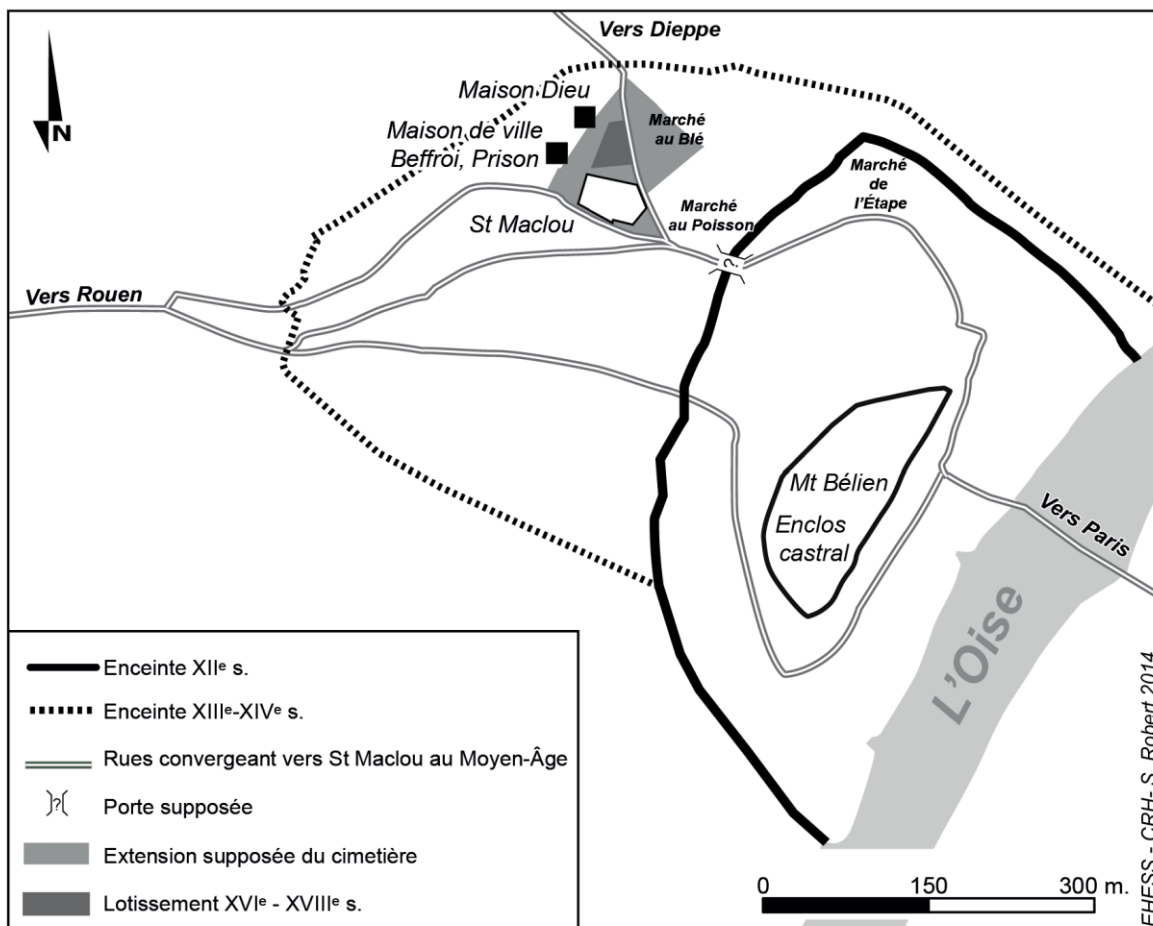 Vers Dieppe
N
Maison Dieu
Maison de ville
Beffroi, Prison
Marché
au Blé
St Maclou
Marché
au Poisson
Marché
de
l'Étape
?
Vers Rouen
Mt Bélien
Enclos
castral
Vers Paris
L'Oise
Enceinte XIIe s.
Enceinte XIIIe-XIVe s.
Rues convergeant vers St Maclou au Moyen-Âge
? Porte supposée
Extension supposée du cimetière
Lotissement XVIe - XVIIIe s.
0 150 300 m.
EHESS - CRH- S. Robert 2014